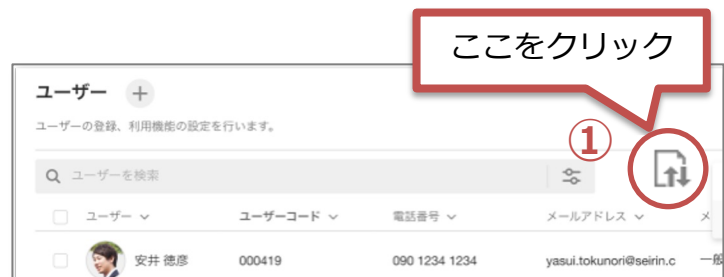 ここをクリック
ユーザー +
ユーザーの登録、利用機能の設定を行います。
①
ユーザーを検索
ユーザー ユーザーコード 電話番号 メールアドレス
安井 徳彦 000419 090 1234 1234 yasui.tokunori@seirin.c 一般